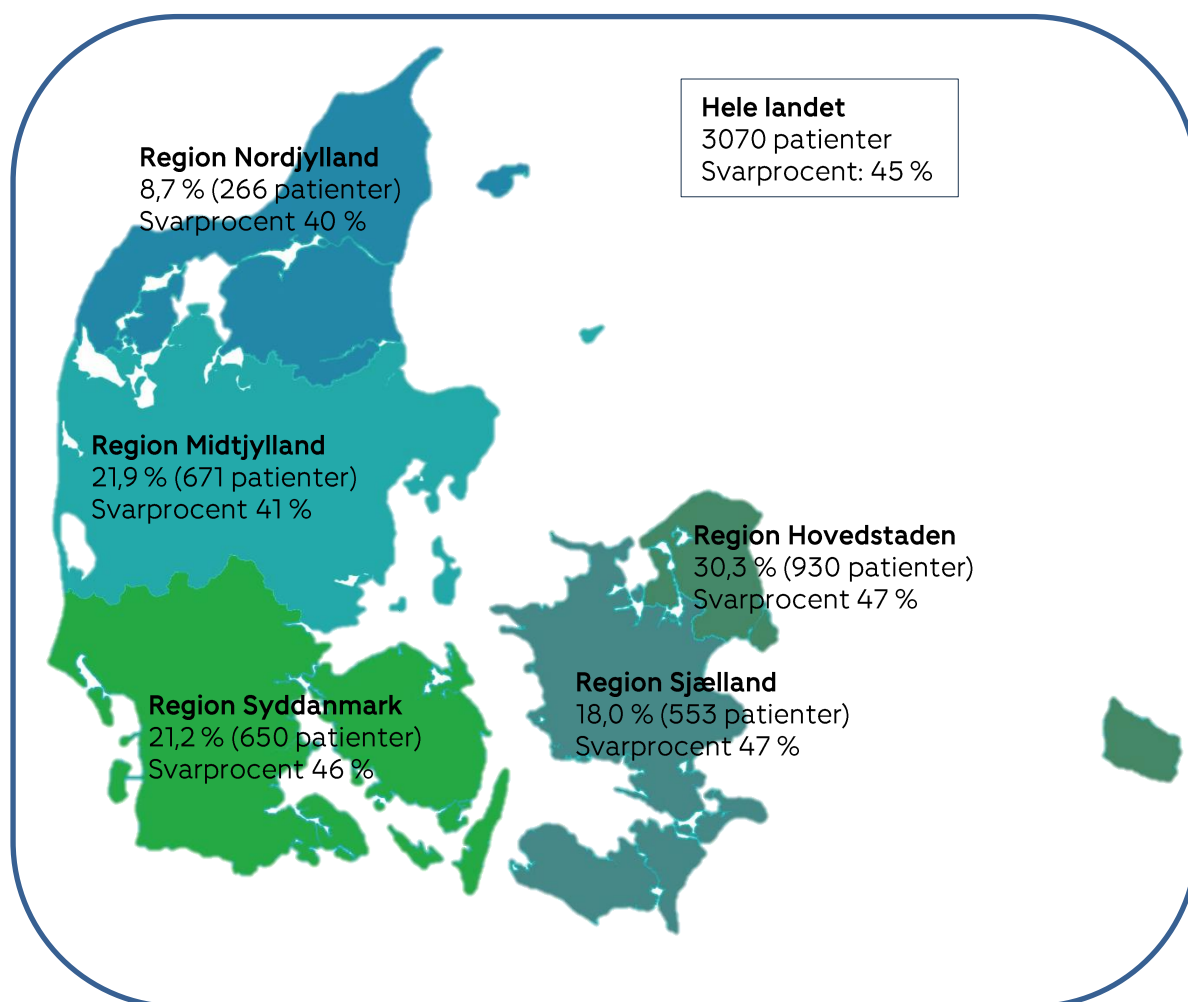 Hele landet
3070 patienter
Svarprocent: 45 %
Region Nordjylland
8,7 % (266 patienter)
Svarprocent 40 %
Region Midtjylland
21,9 % (671 patienter)
Svarprocent 41 %
Region Hovedstaden
30,3 % (930 patienter)
Svarprocent 47 %
Region Sjælland
18,0 % (553 patienter)
Svarprocent 47 %
Region Syddanmark
21,2 % (650 patienter)
Svarprocent 46 %